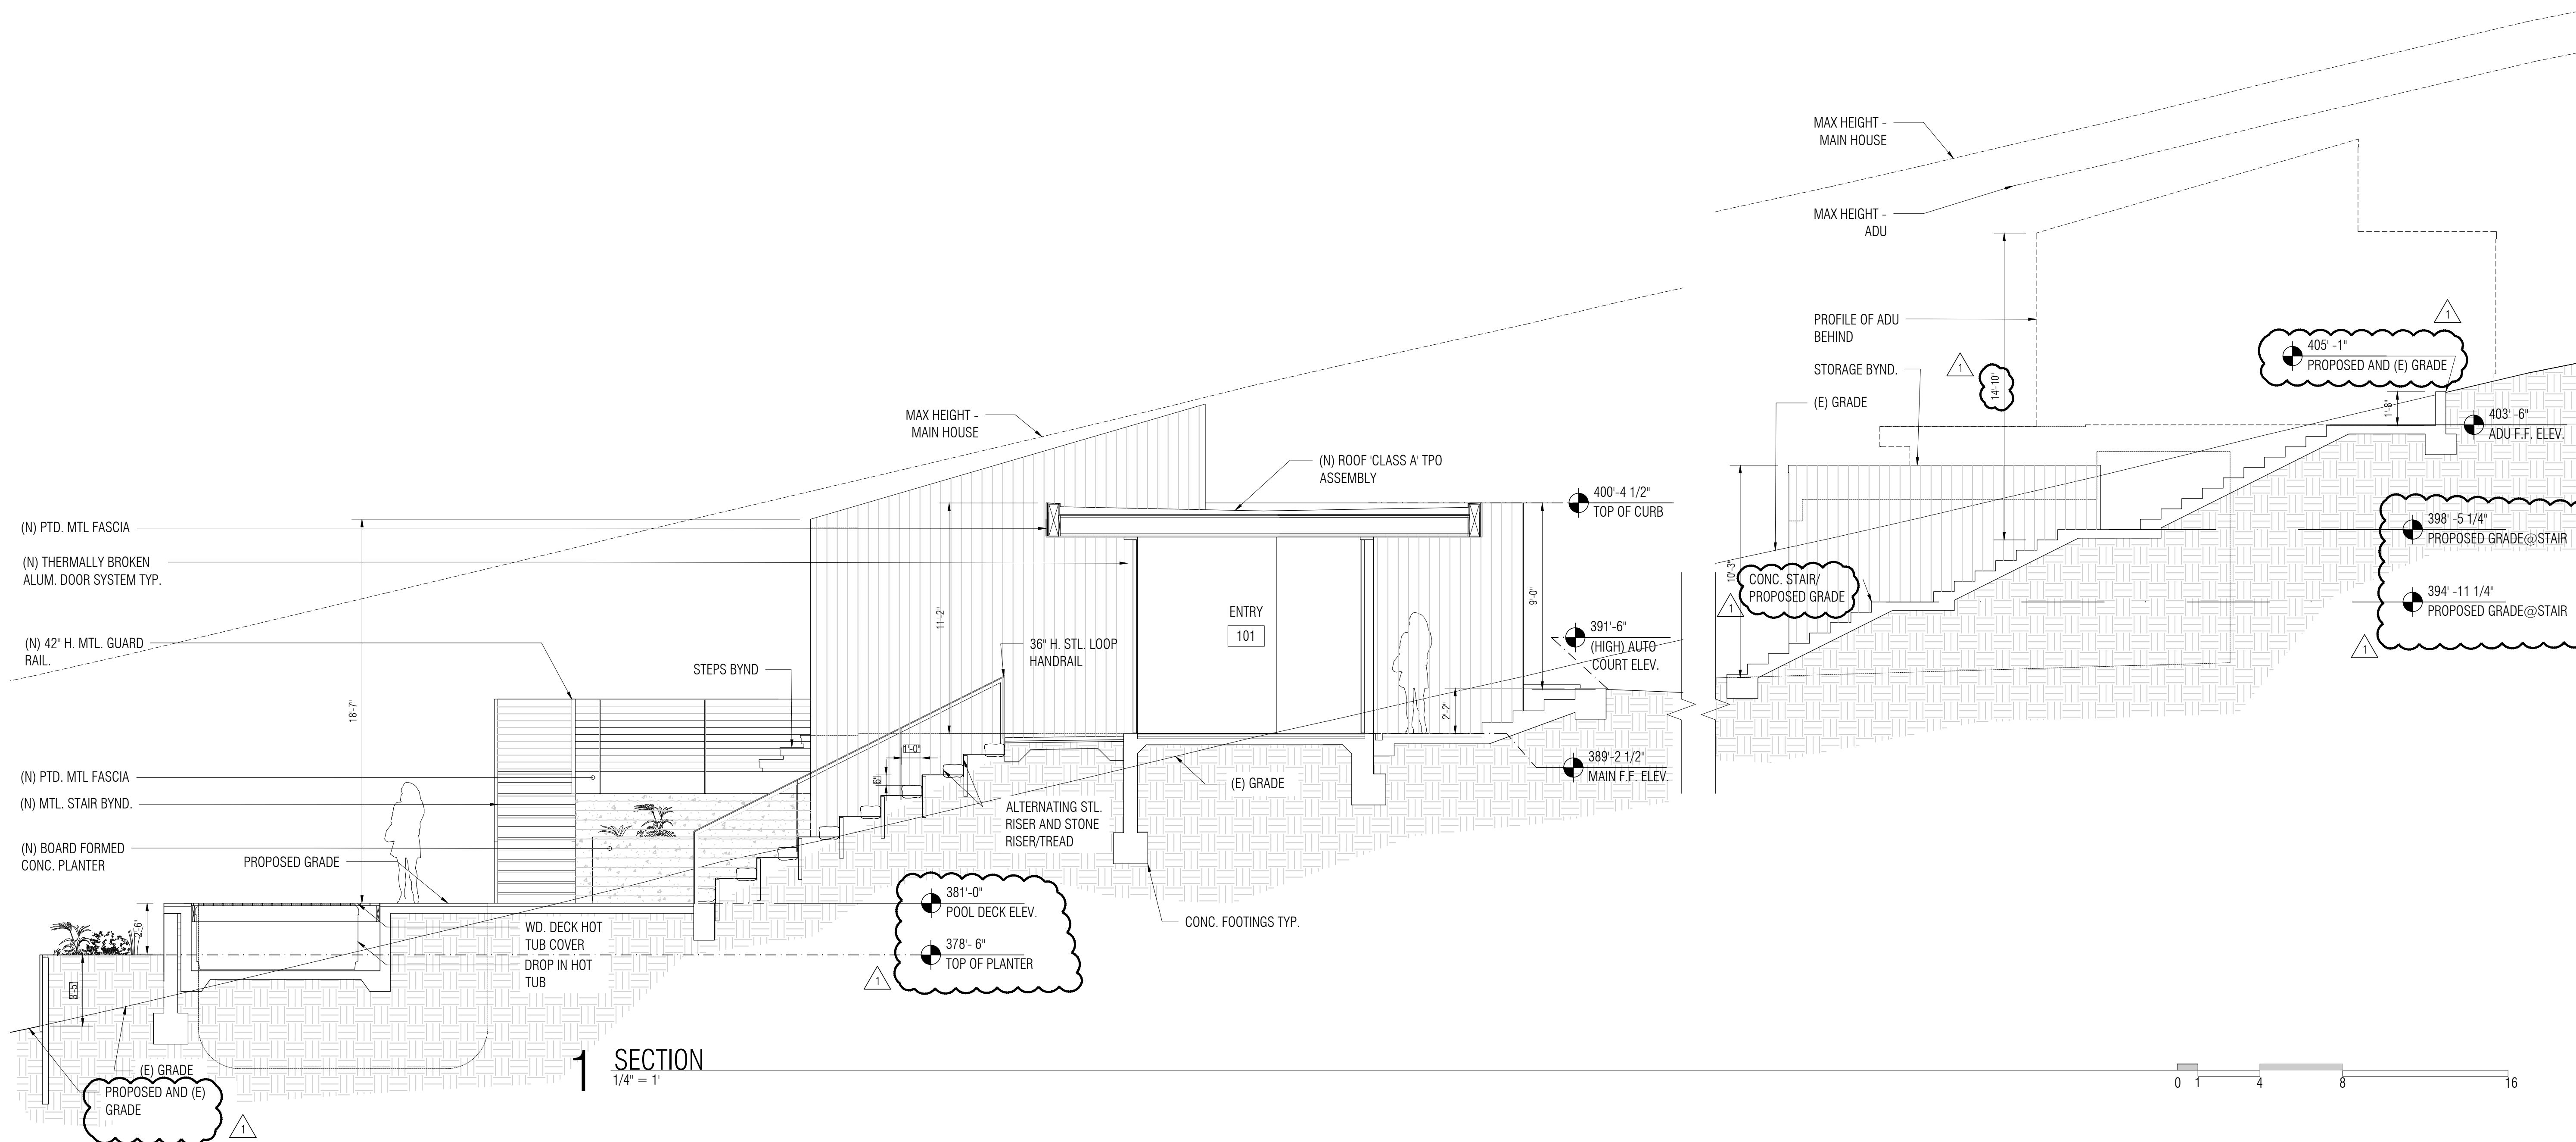 MAX HEIGHT -
MAIN HOUSE
MAX HEIGHT -
ADU
PROFILE OF ADU
BEHIND
STORAGE BYND.
(E) GRADE
14'-10"
1
1
405' -1"
PROPOSED AND (E) GRADE
1'-8"
403' -6"
ADU F.F. ELEV.
398' -5 1/4"
PROPOSED GRADE@STAIR
394' -11 1/4"
PROPOSED GRADE@STAIR
1
10'-3"
CONC. STAIR/
PROPOSED GRADE
1
MAX HEIGHT -
MAIN HOUSE
(N) ROOF 'CLASS A' TPO
ASSEMBLY
400'-4 1/2"
TOP OF CURB
(N) PTD. MTL FASCIA
(N) THERMALLY BROKEN
ALUM. DOOR SYSTEM TYP.
18'-7"
11'-2"
9'-0"
ENTRY
101
391'-6"
(HIGH) AUTO
COURT ELEV.
(N) 42" H. MTL. GUARD
RAIL.
STEPS BYND
36" H. STL. LOOP
HANDRAIL
2'-2"
1'-0"
6"
389'-2 1/2"
MAIN F.F. ELEV.
(E) GRADE
(N) PTD. MTL FASCIA
(N) MTL. STAIR BYND.
ALTERNATING STL.
RISER AND STONE
RISER/TREAD
(N) BOARD FORMED
CONC. PLANTER
PROPOSED GRADE
381'-0"
POOL DECK ELEV.
378'- 6"
TOP OF PLANTER
1
CONC. FOOTINGS TYP.
2'-6"
WD. DECK HOT
TUB COVER
DROP IN HOT
TUB
3'-5"
(E) GRADE
PROPOSED AND (E)
GRADE
1
1 SECTION
1/4" = 1'
0 1 4 8 16